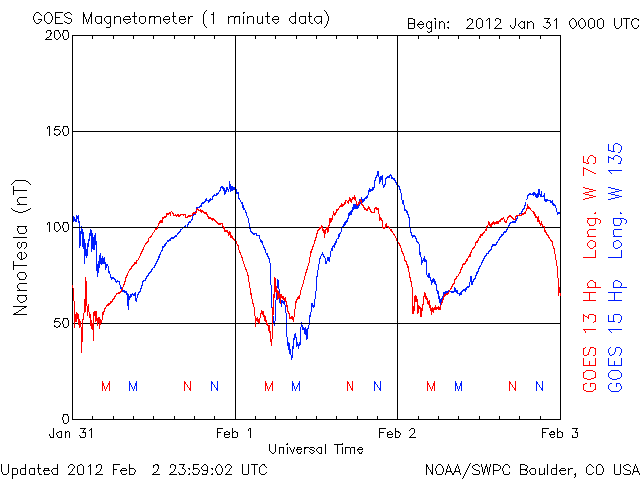 GOES Magnetometer (1 minute data)
Begin: 2012 Jan 31 0000 UTC
200
150
100
50
0
NanoTesla (nT)
M M N N M M N N M M N N
Jan 31 Feb 1 Feb 2 Feb 3
Universal Time
GOES 13 Hp Long. W 75
GOES 15 Hp Long. W 135
Updated 2012 Feb 2 23:59:02 UTC
NOAA/SWPC Boulder, CO USA